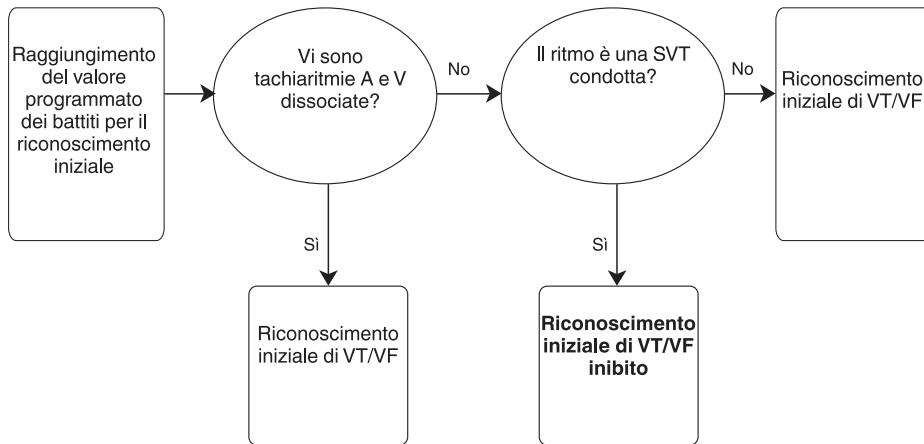 Raggiungimento
del valore
programmato
dei battiti per il
riconoscimento
iniziale
Vi sono
tachiaritmie A e V
dissociate?
No
Il ritmo è una SVT
condotta?
No
Riconoscimento
iniziale di VT/VF
Sì
Sì
Riconoscimento
iniziale di VT/VF
Riconoscimento
iniziale di VT/VF
inibito